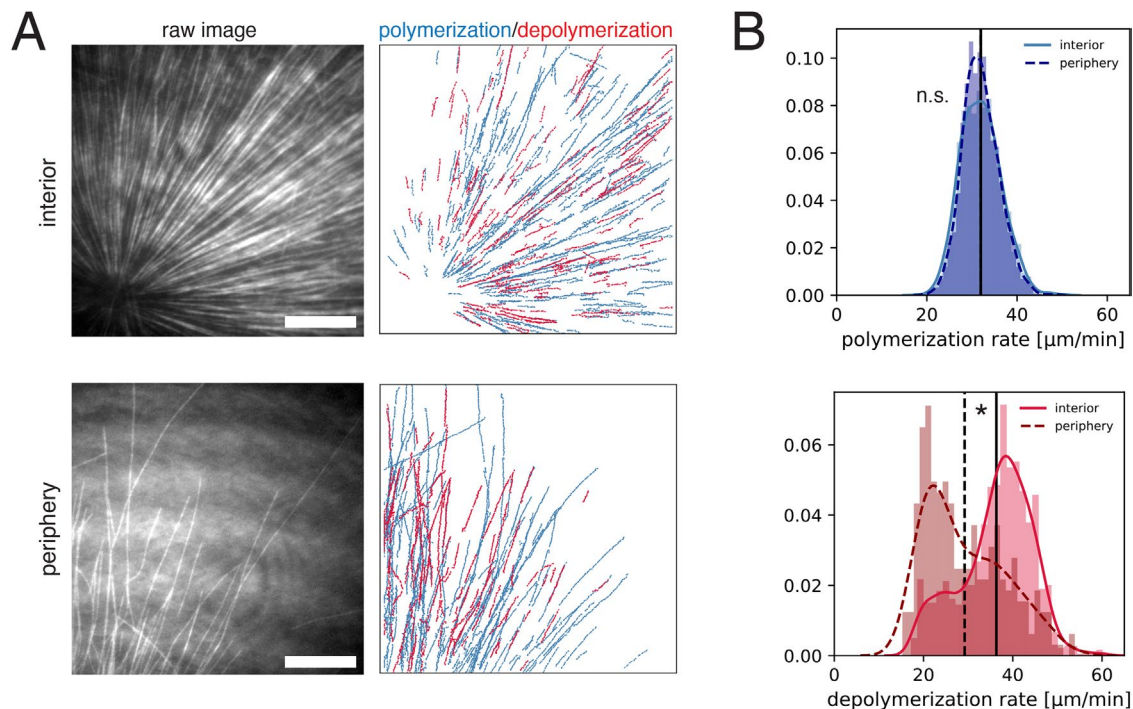 A
raw image
polymerization/depolymerization
interior
periphery
B
interior
periphery
n.s.
0.10
0.08
0.06
0.04
0.02
0.00
0
20
40
60
polymerization rate [µm/min]
*
interior
periphery
0.06
0.04
0.02
0.00
0
20
40
60
depolymerization rate [µm/min]